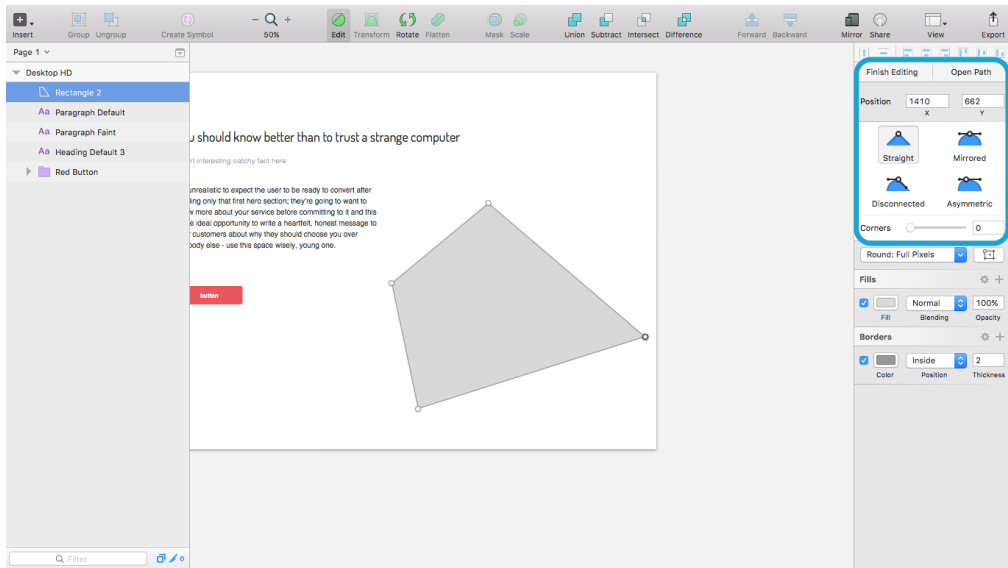 Insert Group Ungroup Create Symbol 50% Edit Transform Rotate Flatten Mask Scale Union Subtract Intersect Difference Forward Backward Mirror Share View Export
Page 1
Desktop HD
Rectangle 2
Aa Paragraph Default
Aa Paragraph Faint
Aa Heading Default 3
Red Button
Filter 0
u should know better than to trust a strange computer
rt interesting catchy fact here
unrealistic to expect the user to be ready to convert after
ling only that first hero section; they're going to want to
w more about your service before committing to it and this
e ideal opportunity to write a heartfelt, honest message to
r customers about why they should choose you over
body else - use this space wisely, young one.
button
Finish Editing Open Path
Position 1410 662
X Y
Straight Mirrored
Disconnected Asymmetric
Corners 0
Round: Full Pixels
Fills
Normal 100%
Fill Blending Opacity
Borders
Inside 2
Color Position Thickness